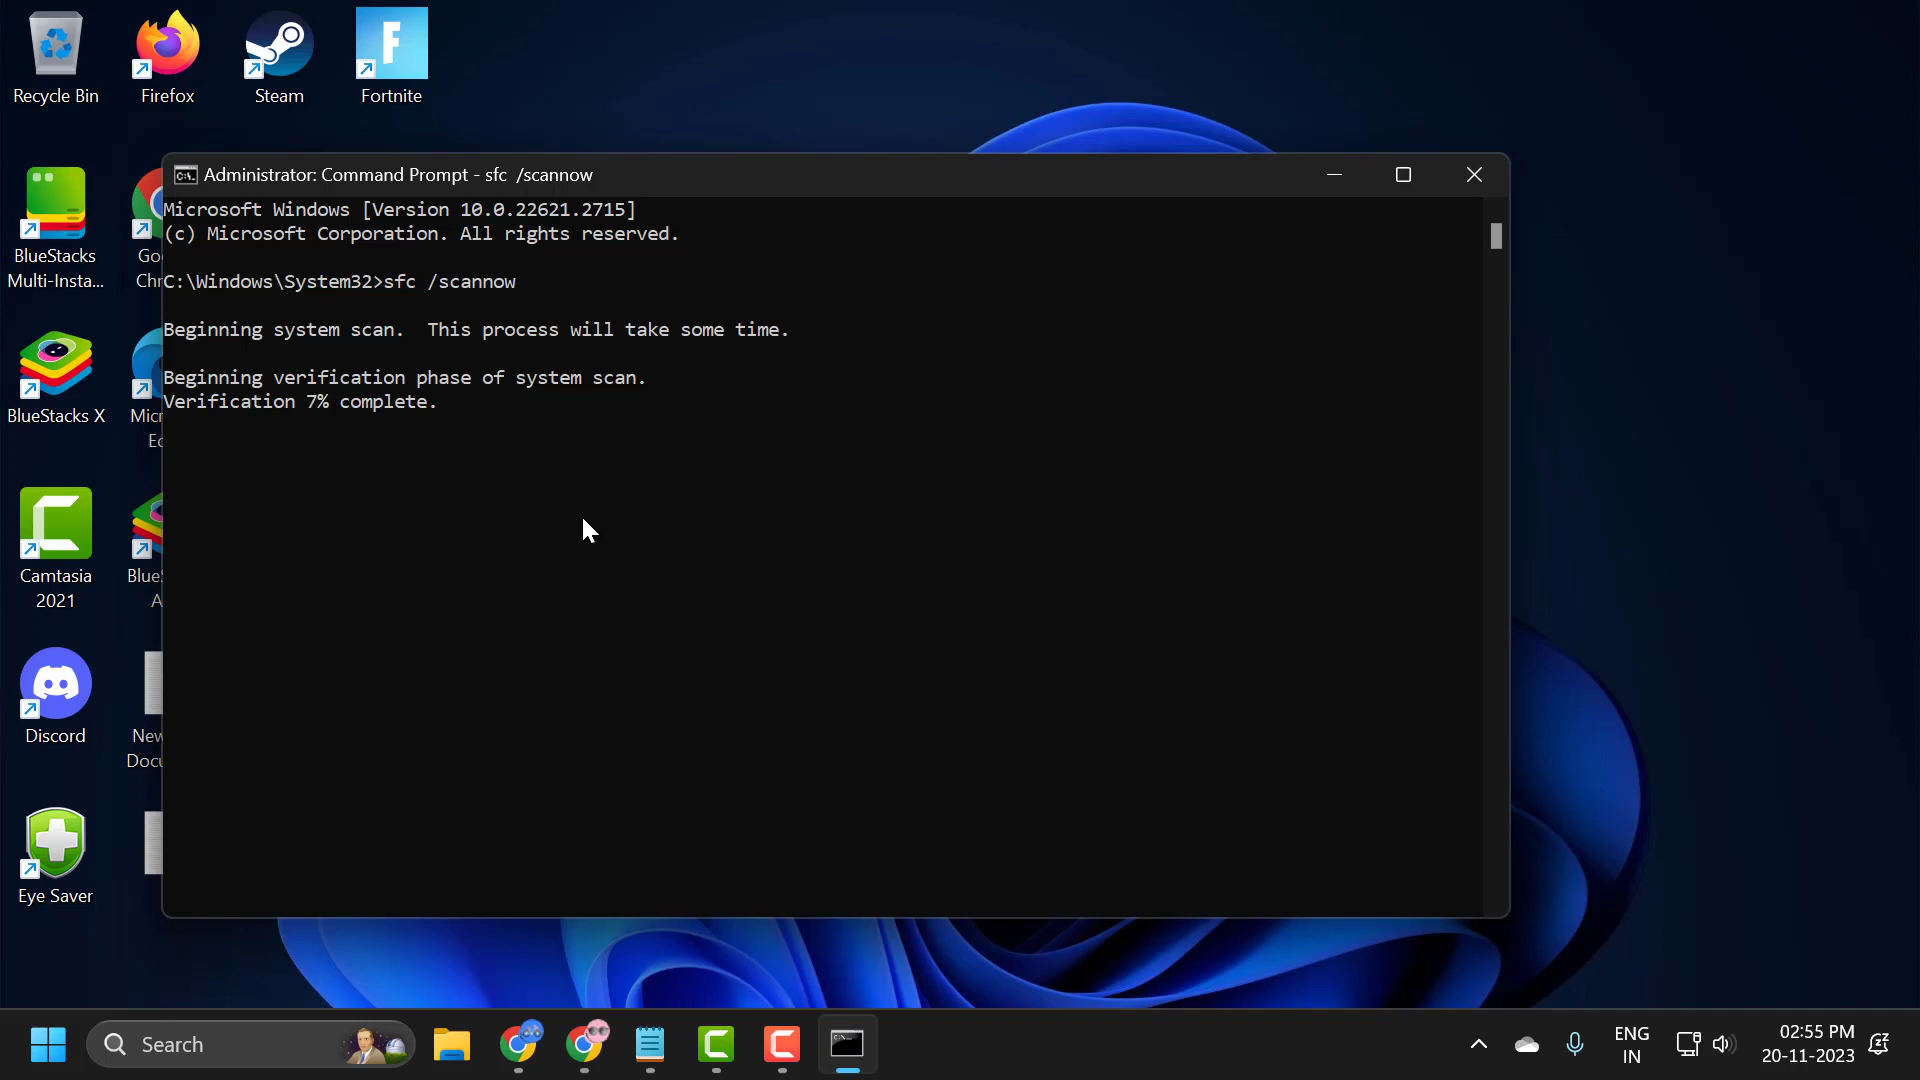 Recycle Bin
Firefox
Steam
Fortnite
BlueStacks
Multi-Insta...
BlueStacks X
Camtasia
2021
Discord
Eye Saver
Administrator: Command Prompt - sfc /scannow
Microsoft Windows [Version 10.0.22621.2715]
(c) Microsoft Corporation. All rights reserved.
C:\Windows\System32>sfc /scannow
Beginning system scan. This process will take some time.
Beginning verification phase of system scan.
Verification 7% complete.
Search
ENG
IN
02:55 PM
20-11-2023